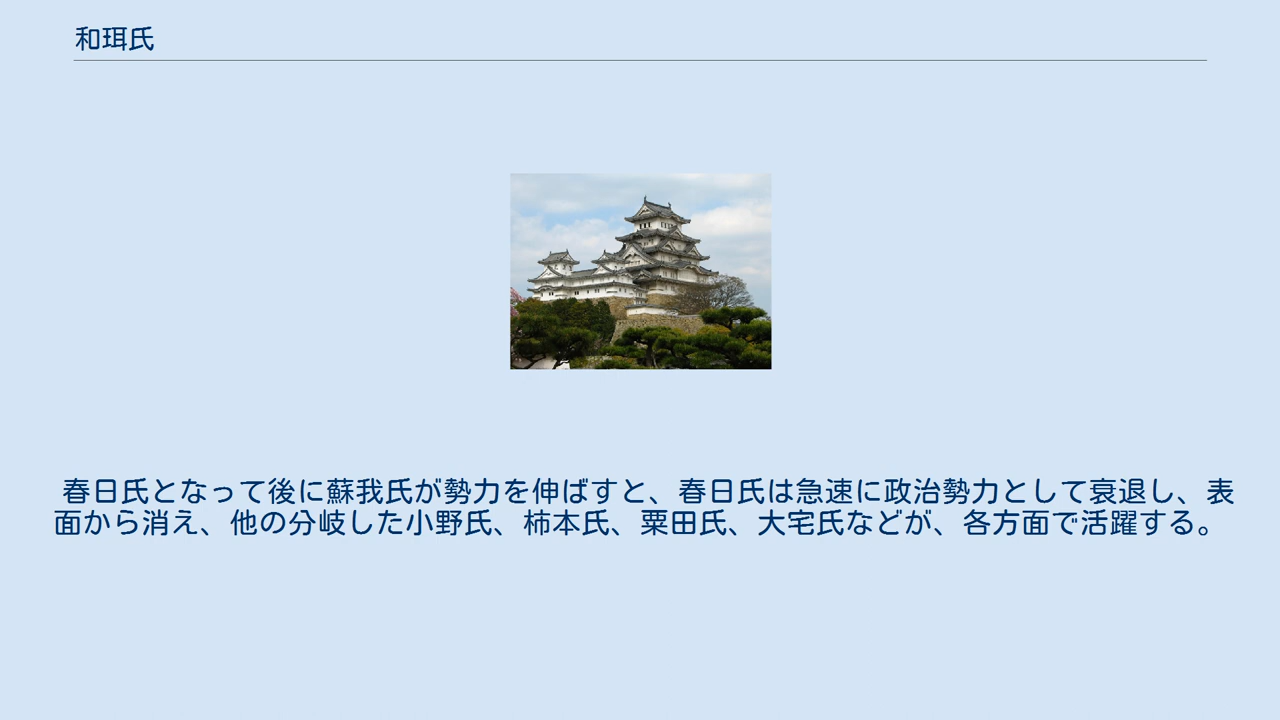 和珥氏
春日氏となって後に蘇我氏が勢力を伸ばすと、春日氏は急速に政治勢力として衰退し、表
面から消え、他の分岐した小野氏、柿本氏、粟田氏、大宅氏などが、各方面で活躍する。